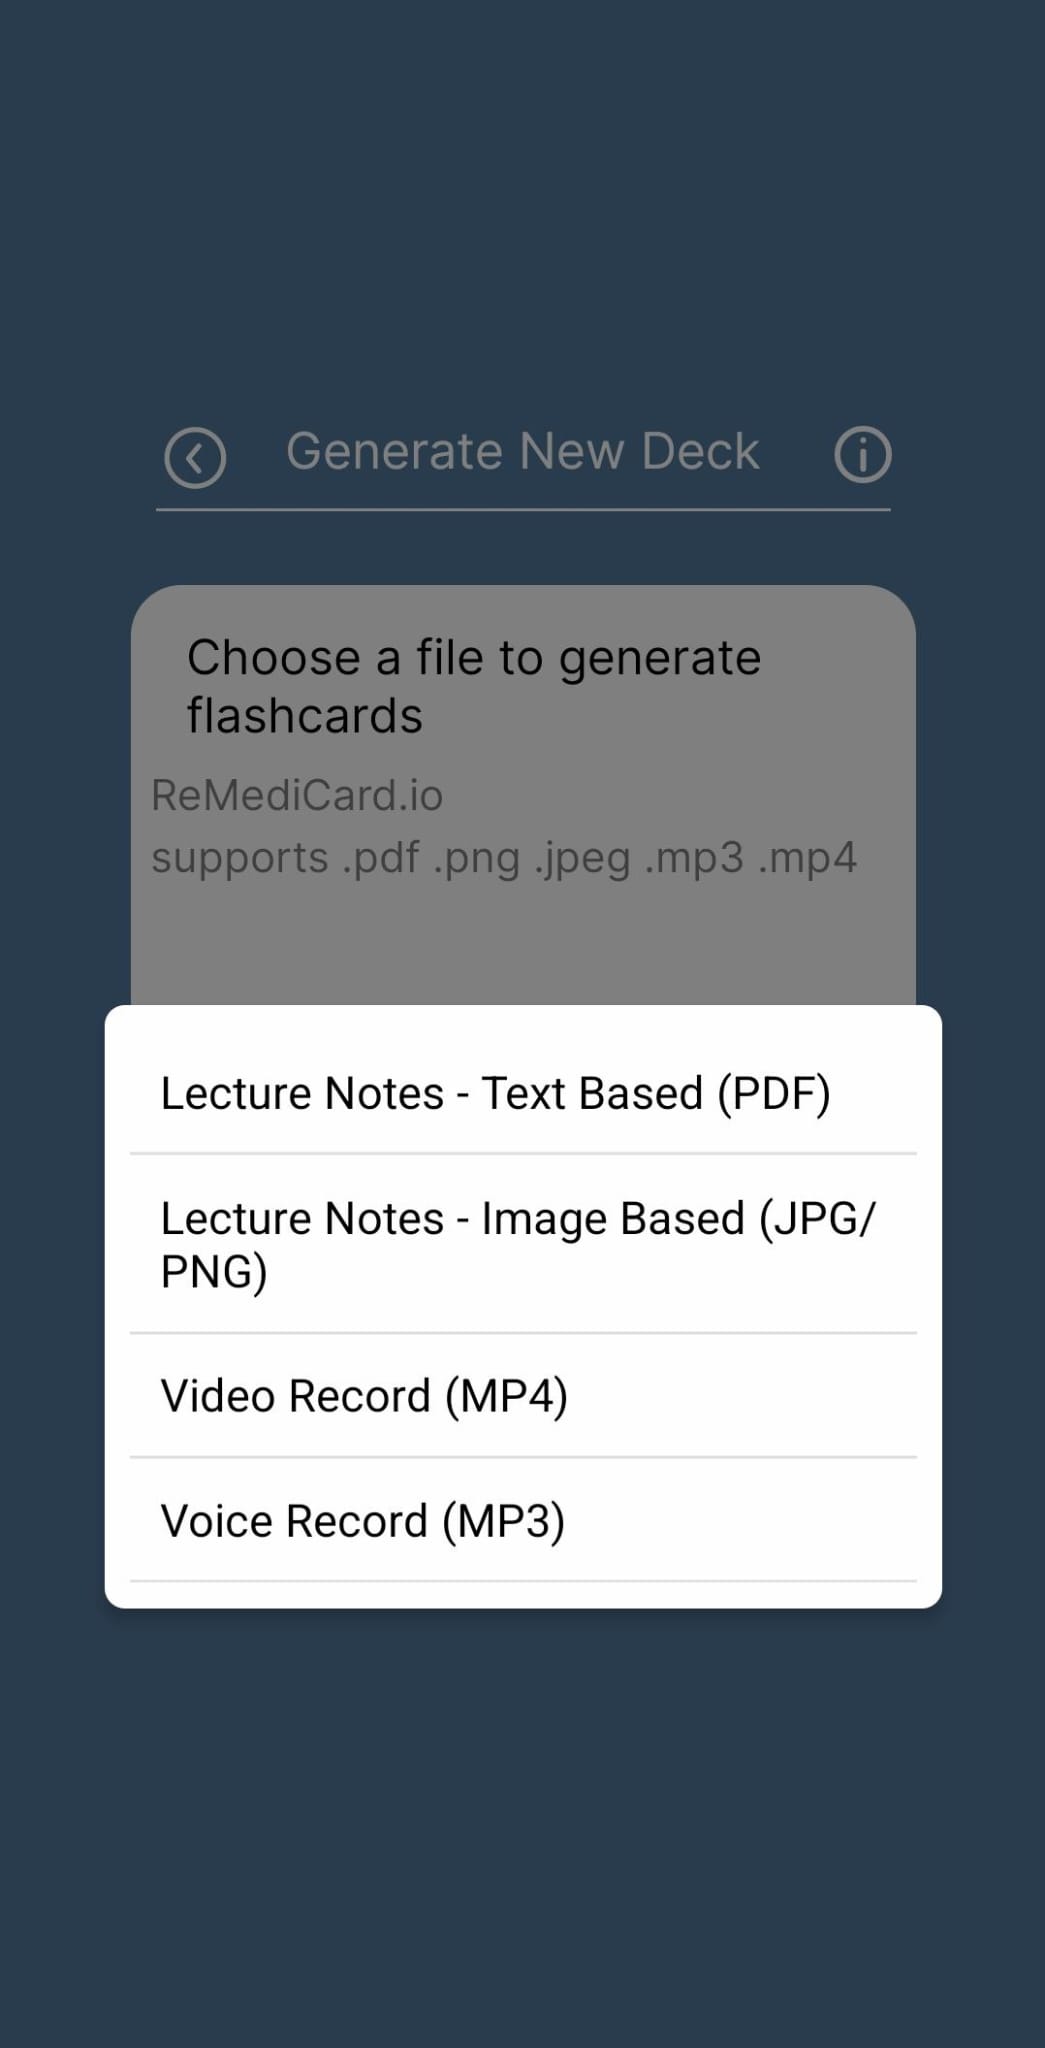 Generate New Deck
Choose a file to generate
flashcards
ReMediCard.io
supports .pdf .png .jpeg .mp3 .mp4
Lecture Notes - Text Based (PDF)
Lecture Notes - Image Based (JPG/
PNG)
Video Record (MP4)
Voice Record (MP3)